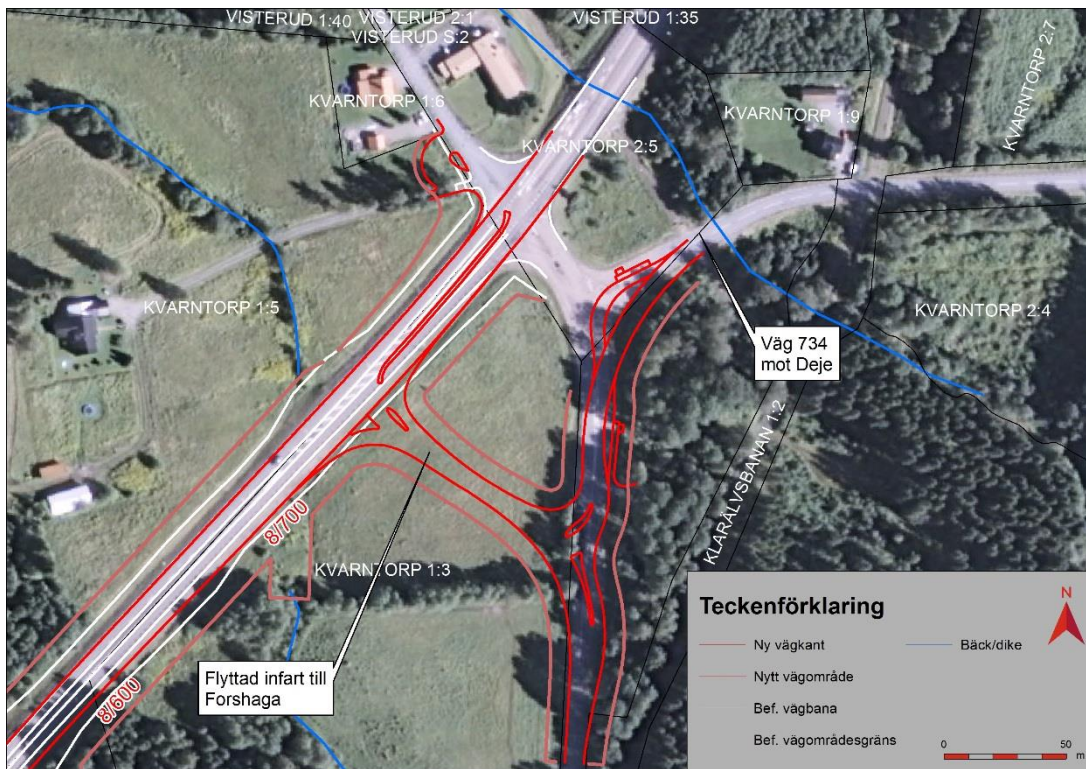 VISTERUD 1:40
VISTERUD 2:1
VISTERUD S:2
VISTERUD 1:35
KVARNTORP 2:7
KVARNTORP 1:6
KVARNTORP 1:9
KVARNTORP 2:5
KVARNTORP 1:5
KVARNTORP 2:4
Väg 734
mot Deje
KLARÄLVSBANAN 1:2
8/700
KVARNTORP 1:3
8/600
Flyttad infart till
Forshaga
Teckenförklaring
Ny vägkant
Bäck/dike
Nytt vägområde
Bef. vägbana
Bef. vägområdesgräns
N
0 50
m